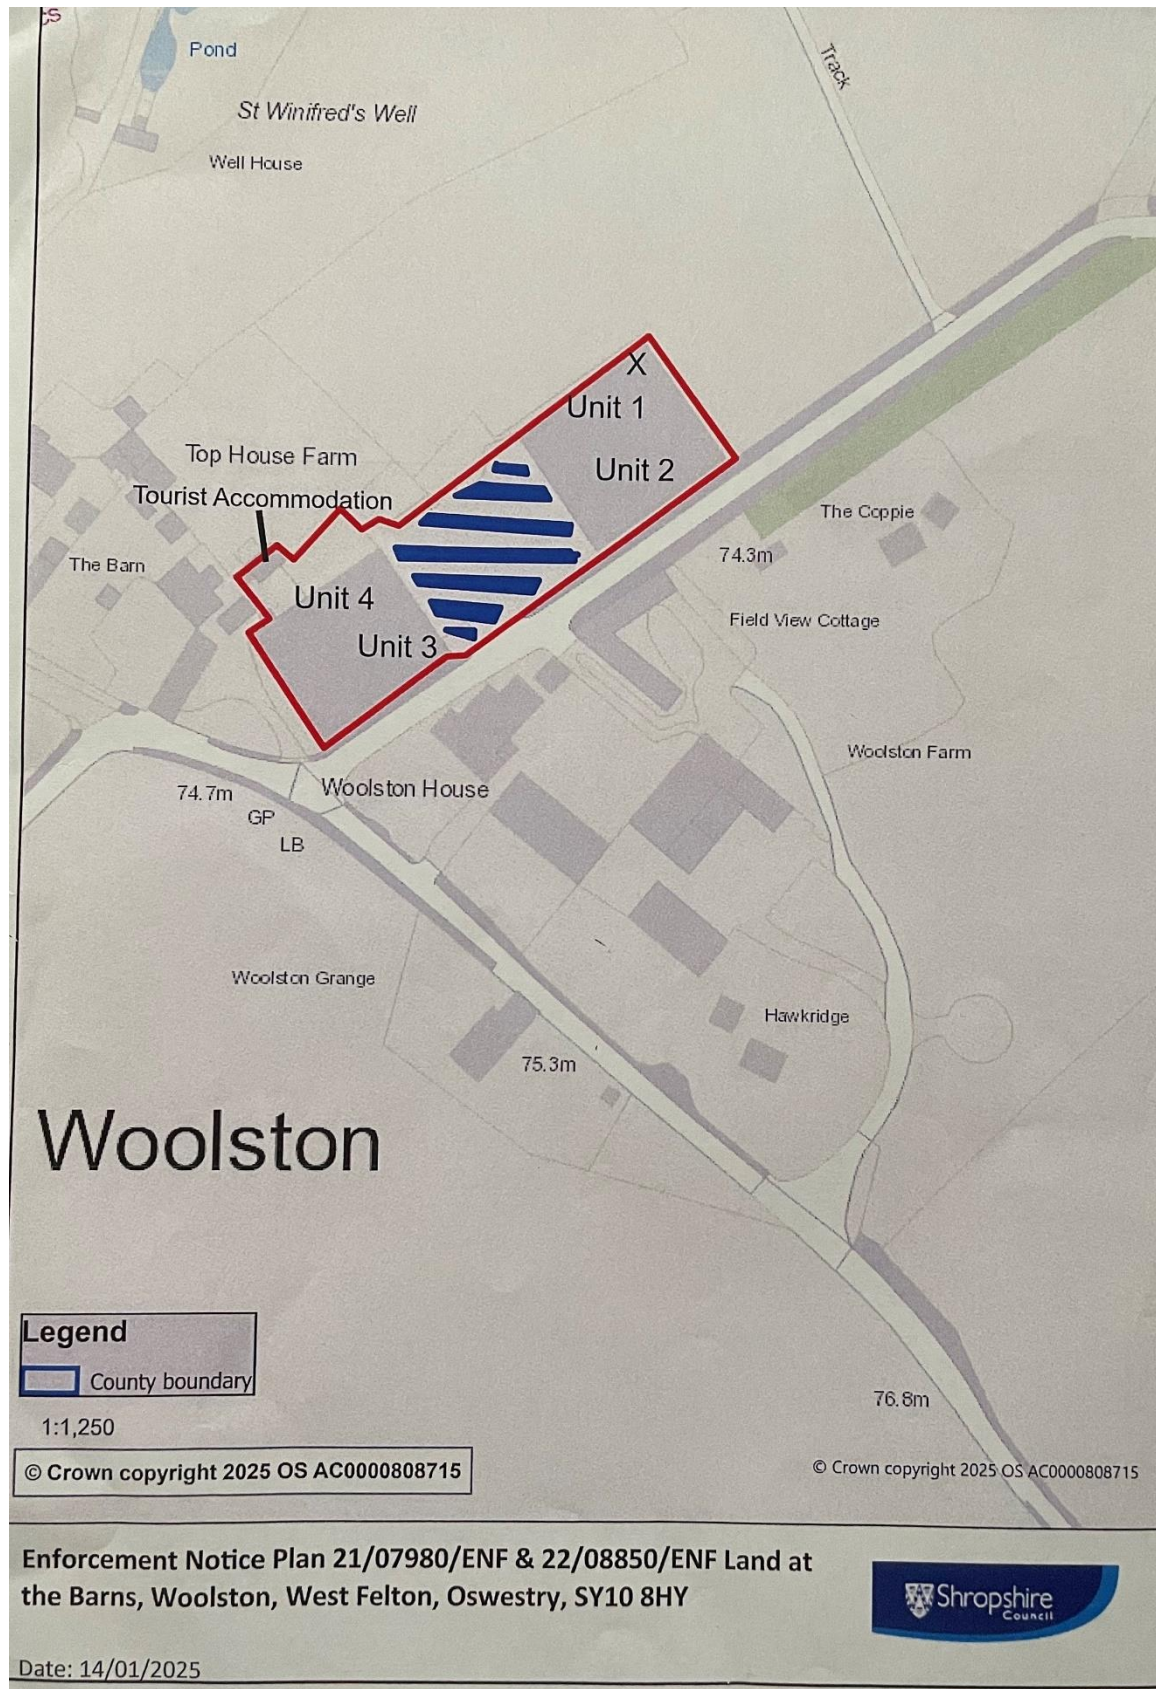 Pond
Track
St Winifred's Well
Well House
X
Unit 1
Top House Farm
Unit 2
Tourist Accommodation
The Coppie
74.3m
The Barn
Unit 4
Field View Cottage
Unit 3
Woolston Farm
74.7m
Woolston House
GP
LB
Woolston Grange
Hawkridge
75.3m
Woolston
Legend
County boundary
76.8m
1:1,250
© Crown copyright 2025 OS AC0000808715
© Crown copyright 2025 OS AC0000808715
Enforcement Notice Plan 21/07980/ENF & 22/08850/ENF Land at
the Barns, Woolston, West Felton, Oswestry, SY10 8HY
Shropshire
Council
Date: 14/01/2025